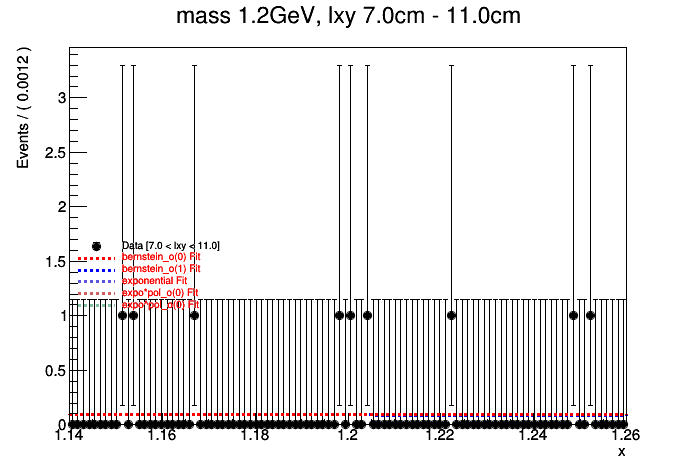 mass 1.2GeV, lxy 7.0cm - 11.0cm
Events / ( 0.0012 )
3
2.5
2
Data [7.0 < lxy < 11.0]
bernstein_o(0) Fit
1.5
bernstein_o(1) Fit
exponential Fit
expo*pol_o(0) Fit
1
0.5
0
1.14 1.16 1.18 1.2 1.22 1.24 1.26
x